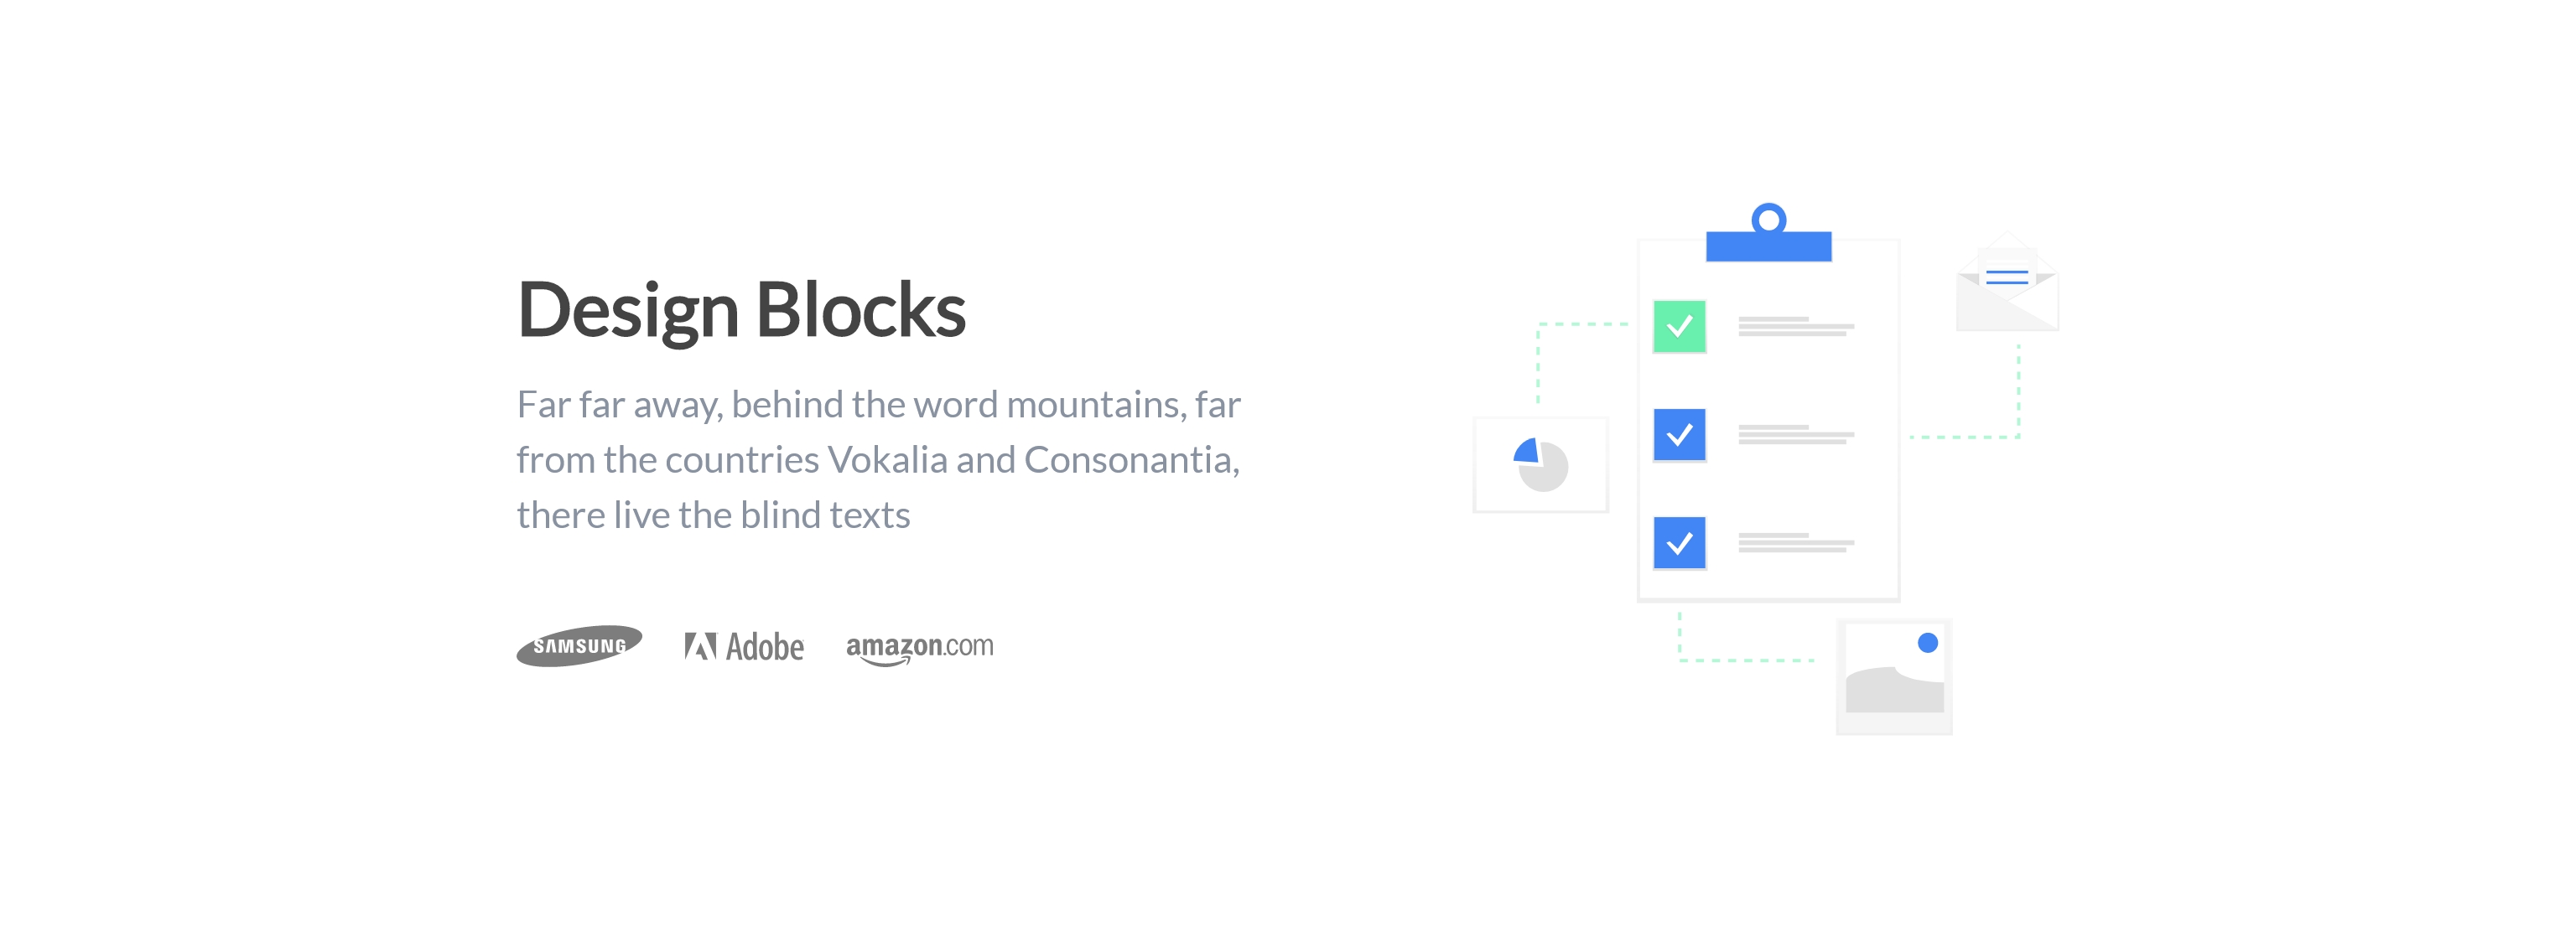 Design Blocks
Far far away, behind the word mountains, far
from the countries Vokalia and Consonantia,
there live the blind texts
SAMSUNG Adobe amazon.com